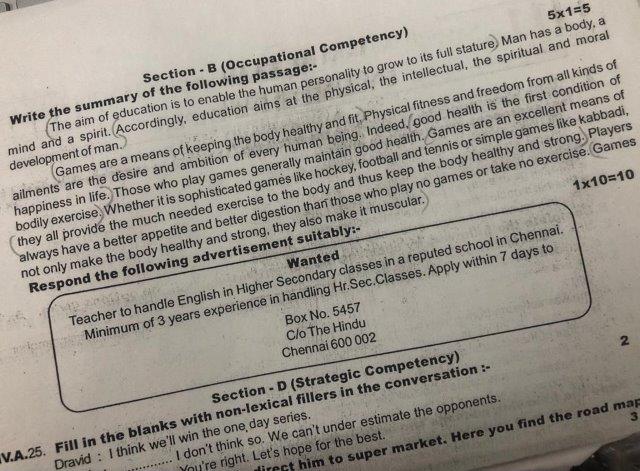 5x1=5
Section - B (Occupational Competency)
Write the summary of the following passage:-
The aim of education is to enable the human personality to grow to its full stature. Man has a body, a
mind and a spirit. Accordingly, education aims at the physical, the intellectual, the spiritual and moral
development of man.
Games are a means of keeping the body healthy and fit. Physical fitness and freedom from all kinds of
ailments are the desire and ambition of every human being. Indeed, good health is the first condition of
happiness in life. Those who play games generally maintain good health. Games are an excellent means of
bodily exercise. Whether it is sophisticated games like hockey, football and tennis or simple games like kabbadi,
they all provide the much needed exercise to the body and thus keep the body healthy and strong. Players
always have a better appetite and better digestion than those who play no games or take no exercise. Games
not only make the body healthy and strong, they also make it muscular.
1x10=10
Respond the following advertisement suitably:-
Wanted
Teacher to handle English in Higher Secondary classes in a reputed school in Chennai.
Minimum of 3 years experience in handling Hr.Sec.Classes. Apply within 7 days to
Box No. 5457
C/o The Hindu
Chennai 600 002
Section - D (Strategic Competency)
2
IV.A.25. Fill in the blanks with non-lexical fillers in the conversation :-
Dravid : I think we'll win the one day series.
............... I don't think so. We can't under estimate the opponents.
You're right. Let's hope for the best.
direct him to super market. Here you find the road map
3